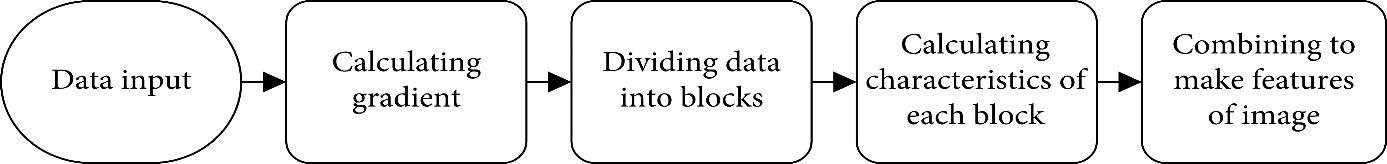 Data input
Calculating
gradient
Dividing data
into blocks
Calculating
characteristics of
each block
Combining to
make features
of image